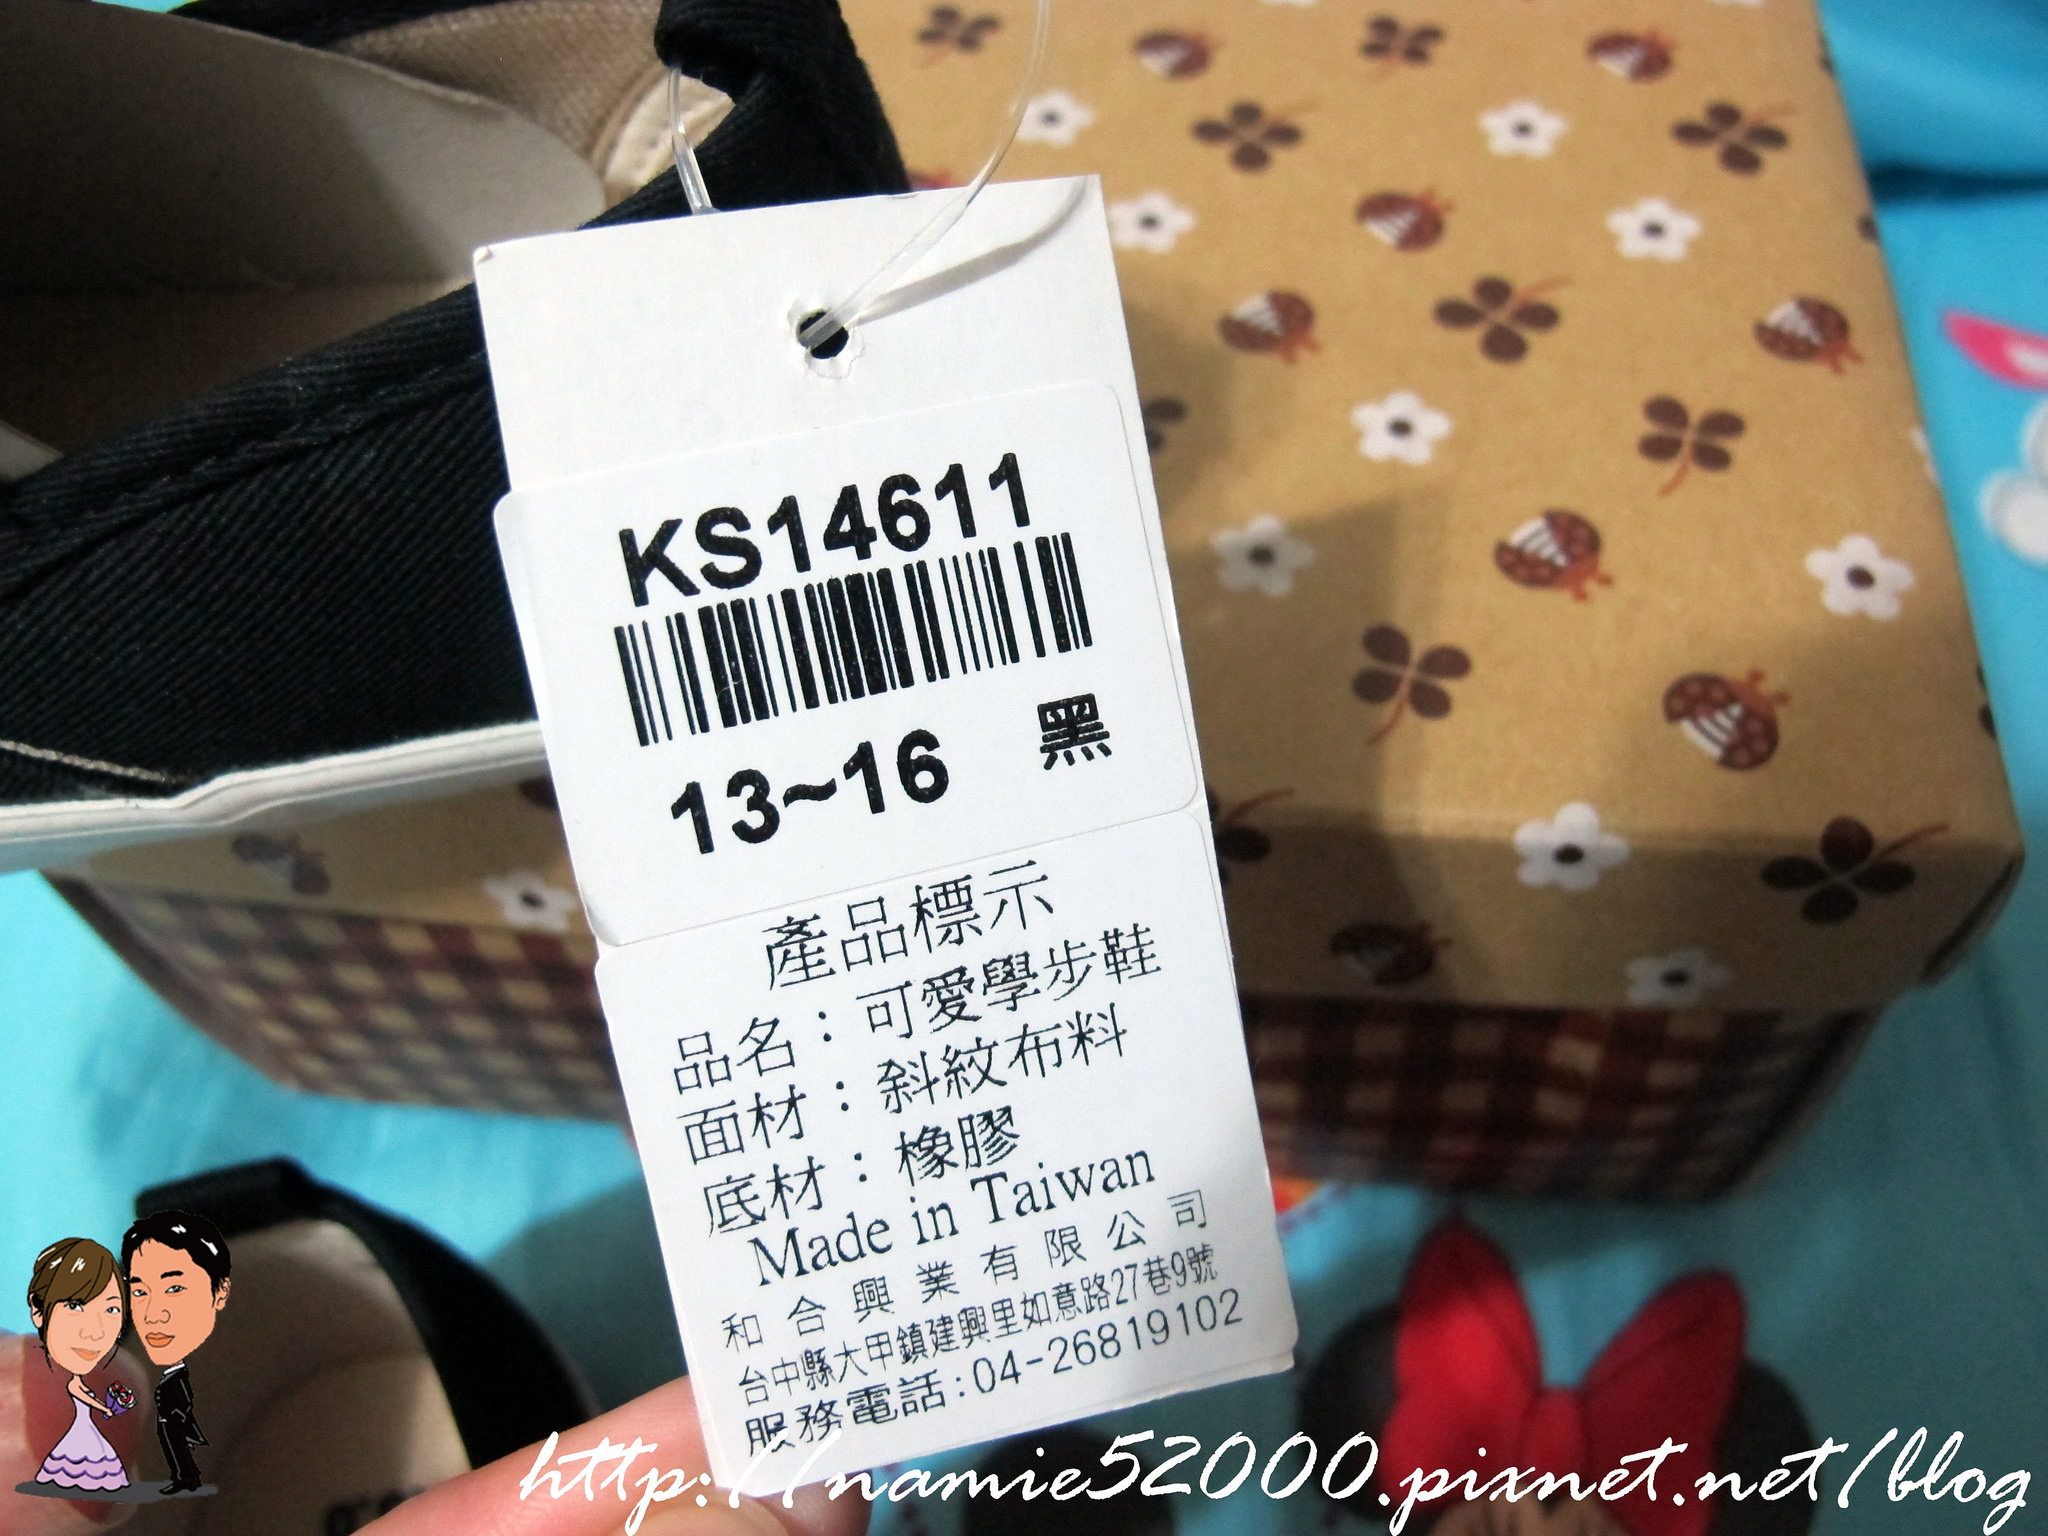 KS14611
13~16 黑
產品標示
品名：可愛學步鞋
面材：斜紋布料
底材：橡膠
Made in Taiwan
和合興業有限公司
台中縣大甲鎮建興里如意路27巷9號
服務電話:04-26819102
http://namie52000.pixnet.net/blog